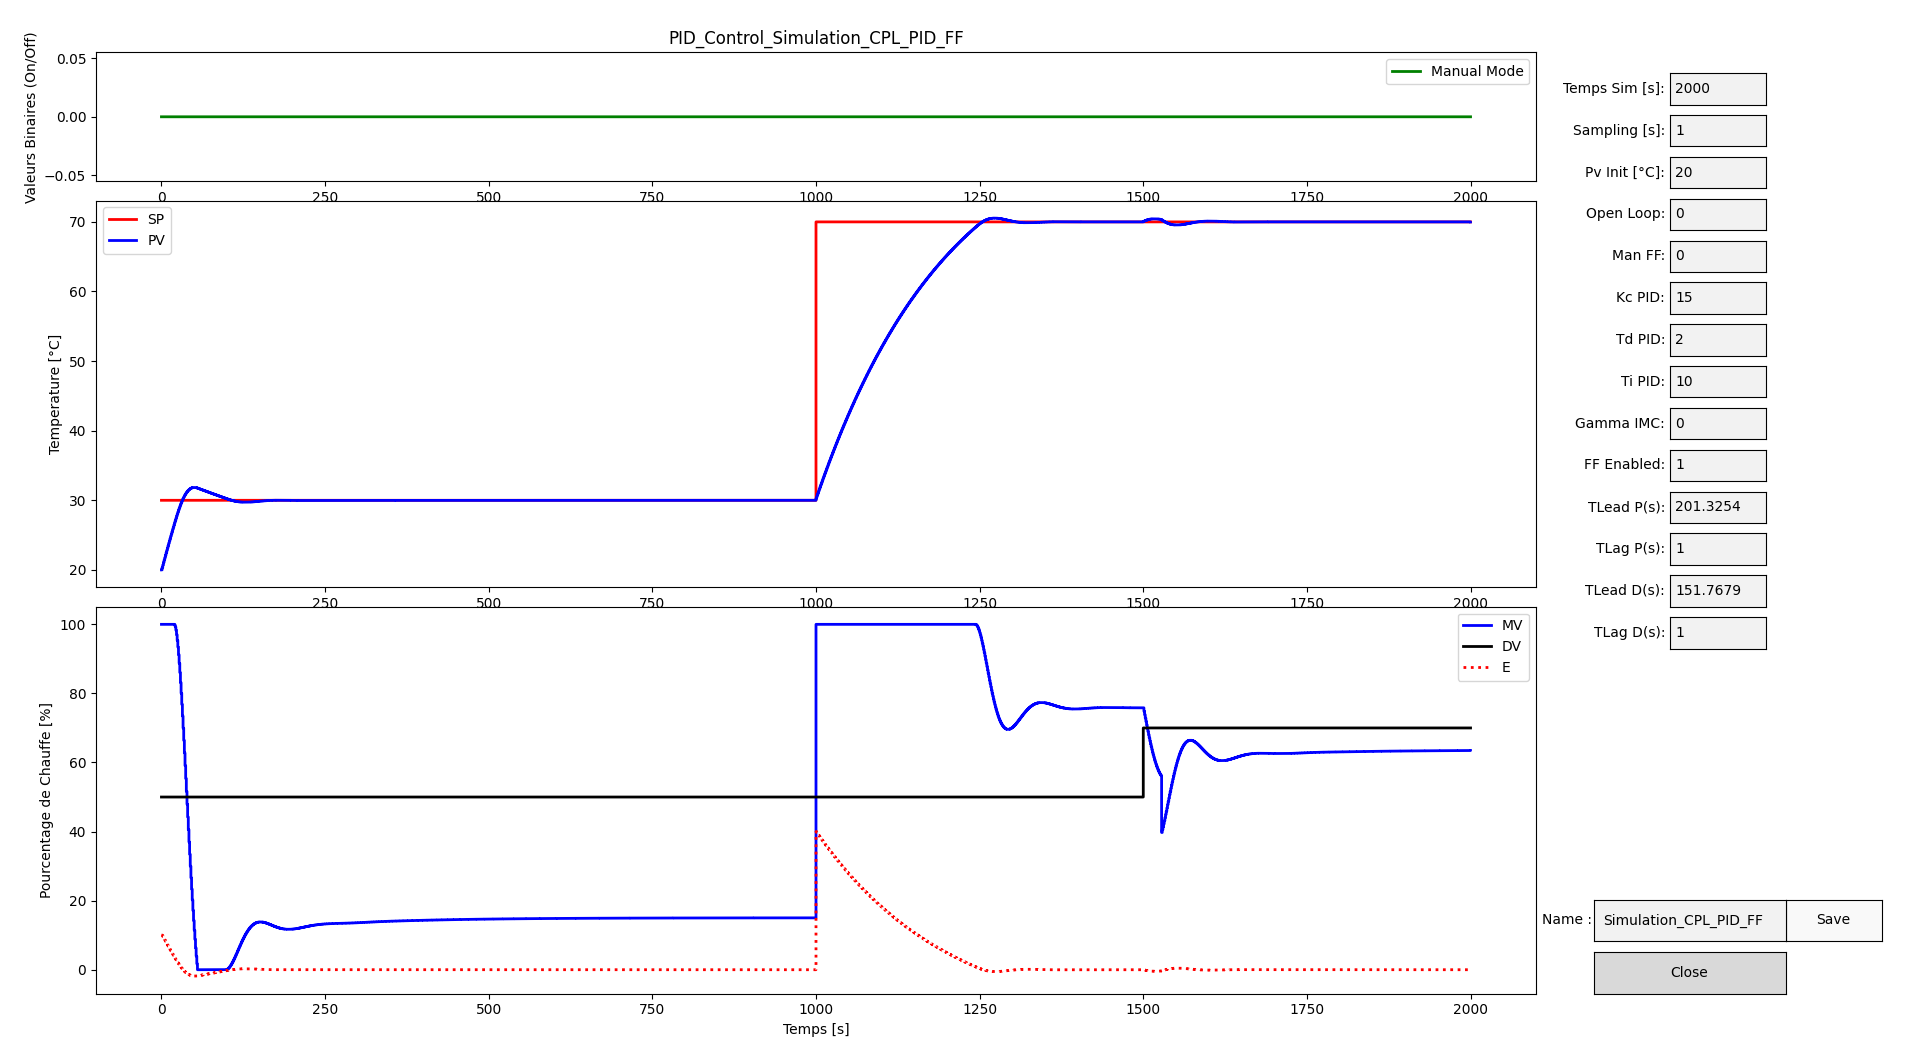 PID_Control_Simulation_CPL_PID_FF
Valeurs Binaires (On/Off)
0.05
0.00
−0.05
Manual Mode
0 250 500 750 1000 1250 1500 1750 2000
Temperature [°C]
70
60
50
40
30
20
SP
PV
0 250 500 750 1000 1250 1500 1750 2000
Pourcentage de Chauffe [%]
100
80
60
40
20
0
MV
DV
E
0 250 500 750 1000 1250 1500 1750 2000
Temps [s]
Temps Sim [s]: 2000
Sampling [s]: 1
Pv Init [°C]: 20
Open Loop: 0
Man FF: 0
Kc PID: 15
Td PID: 2
Ti PID: 10
Gamma IMC: 0
FF Enabled: 1
TLead P(s): 201.3254
TLag P(s): 1
TLead D(s): 151.7679
TLag D(s): 1
Name : Simulation_CPL_PID_FF Save
Close